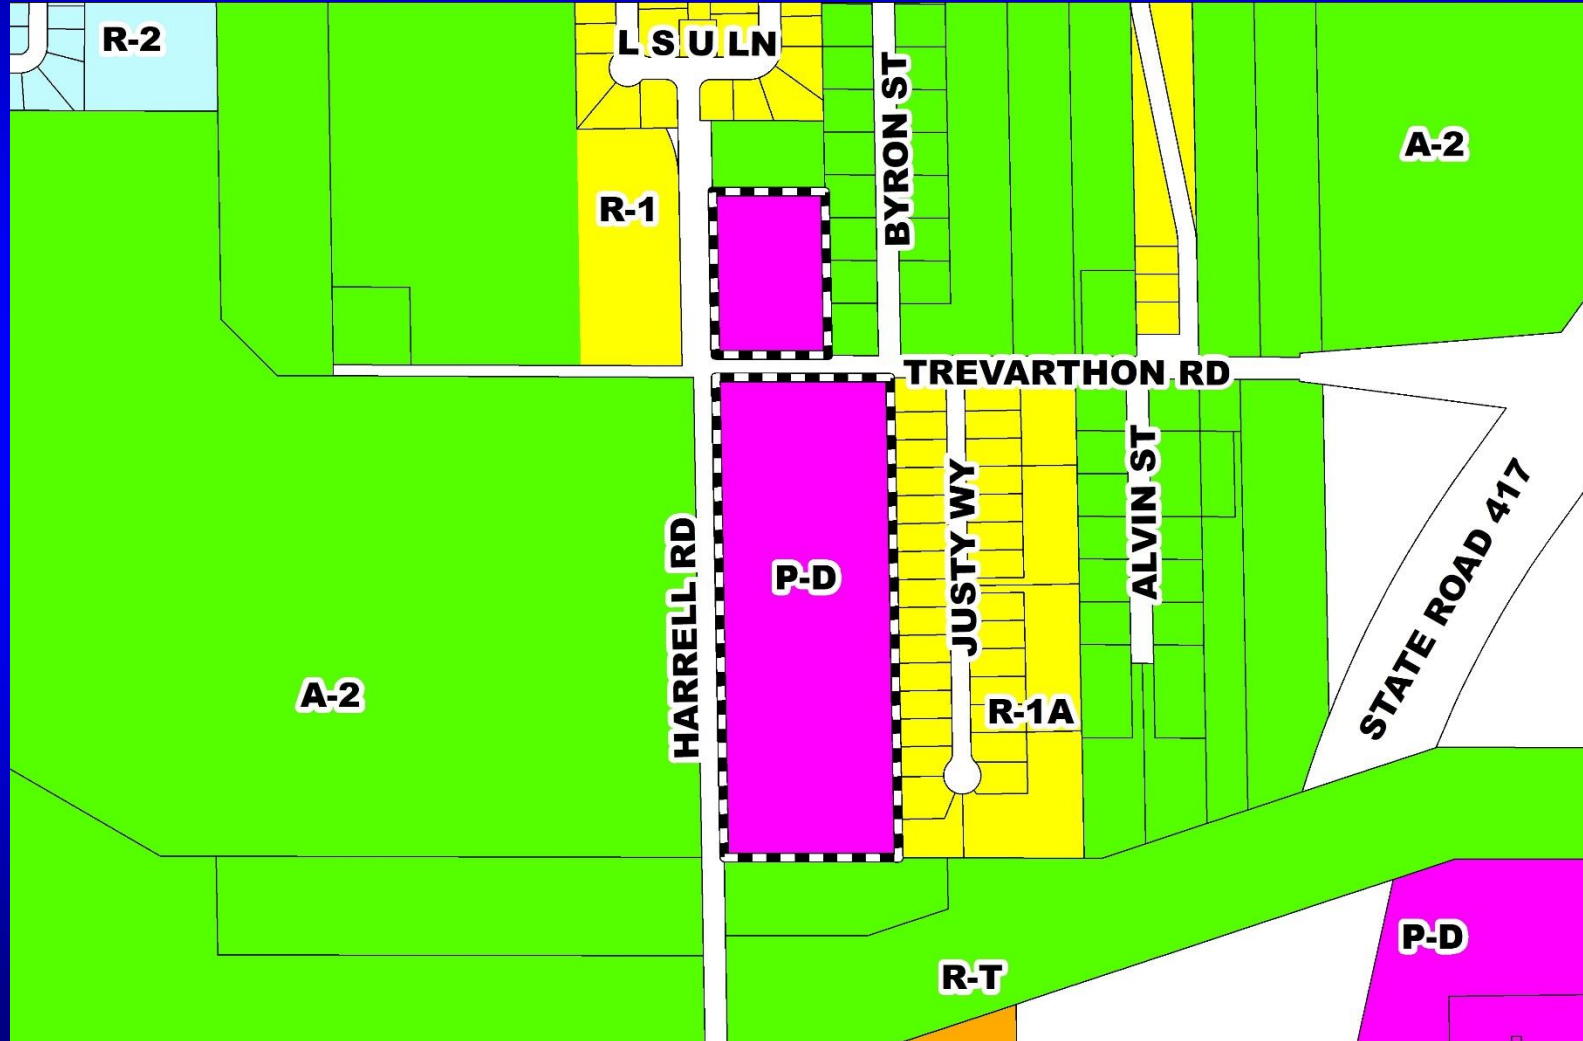 R-2
L S U LN
BYRON ST
A-2
R-1
TREVARTHON RD
HARRELL RD
P-D
JUSTY WY
ALVIN ST
STATE ROAD 417
A-2
R-1A
P-D
R-T